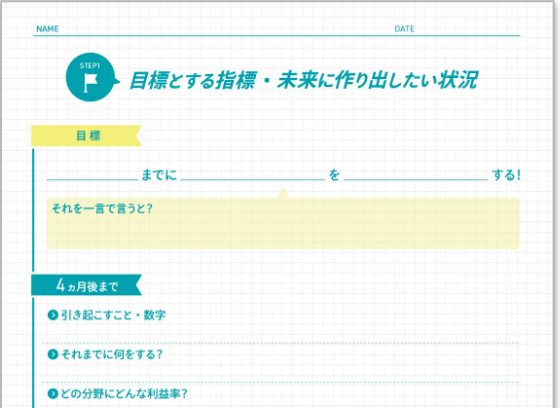 NAME DATE
STEP1
目標とする指標・未来に作り出したい状況
目標
までに を する!
それを一言で言うと?
4ヵ月後まで
引き起こすこと・数字
それまでに何をする?
どの分野にどんな利益率?